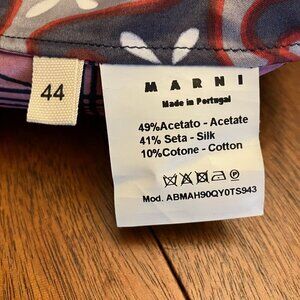 44
MARNI
Made in Portugal
49%Acetato - Acetate
41% Seta - Silk
10%Cotone - Cotton
Mod. ABMAH90QY0TS943